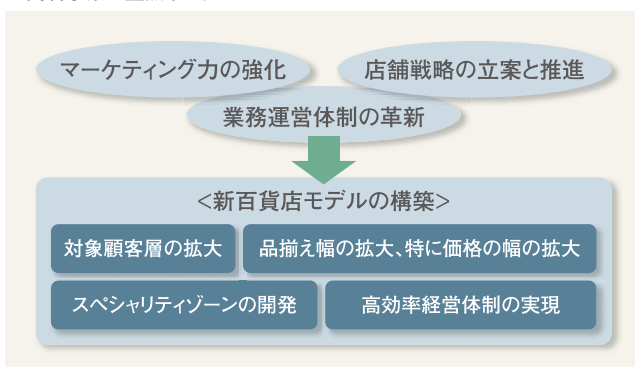 マーケティング力の強化
店舗戦略の立案と推進
業務運営体制の革新
<新百貨店モデルの構築>
対象顧客層の拡大
品揃え幅の拡大、特に価格の幅の拡大
スペシャリティゾーンの開発
高効率経営体制の実現